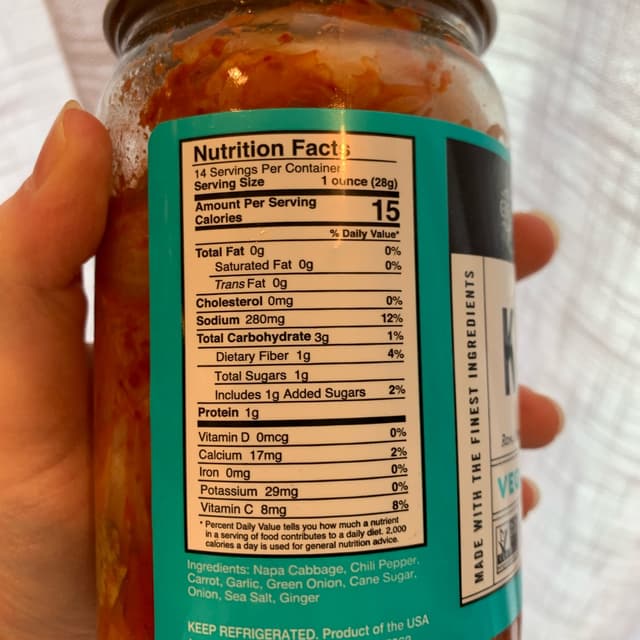 Nutrition Facts
14 Servings Per Container
Serving Size 1 ounce (28g)
Amount Per Serving
Calories 15
% Daily Value*
Total Fat 0g 0%
Saturated Fat 0g 0%
Trans Fat 0g
Cholesterol 0mg 0%
Sodium 280mg 12%
Total Carbohydrate 3g 1%
Dietary Fiber 1g 4%
Total Sugars 1g
Includes 1g Added Sugars 2%
Protein 1g
Vitamin D 0mcg 0%
Calcium 17mg 2%
Iron 0mg 0%
Potassium 29mg 0%
Vitamin C 8mg 8%
* Percent Daily Value tells you how much a nutrient
in a serving of food contributes to a daily diet. 2,000
calories a day is used for general nutrition advice.
Ingredients: Napa Cabbage, Chili Pepper,
Carrot, Garlic, Green Onion, Cane Sugar,
Onion, Sea Salt, Ginger
KEEP REFRIGERATED. Product of the USA
MADE WITH THE FINEST INGREDIENTS
K